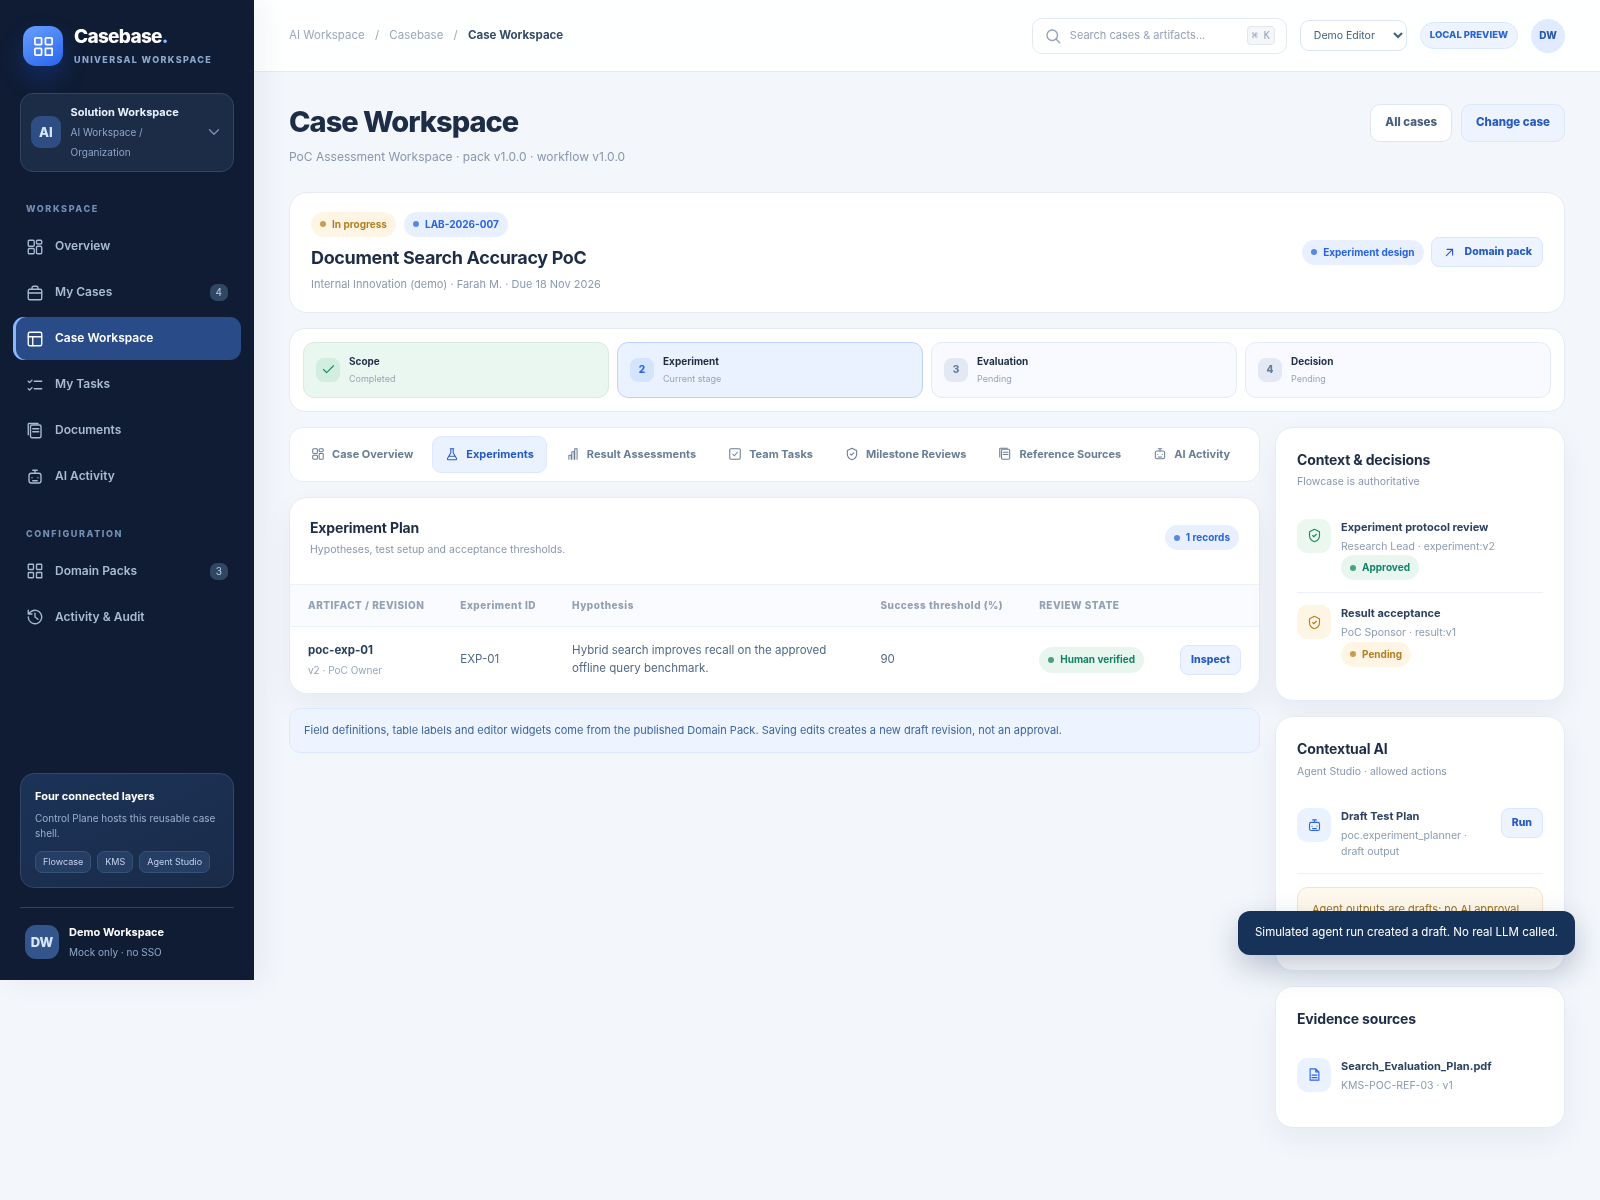 Casebase.
UNIVERSAL WORKSPACE
AI
Solution Workspace
AI Workspace /
Organization
WORKSPACE
Overview
My Cases 4
Case Workspace
My Tasks
Documents
AI Activity
CONFIGURATION
Domain Packs 3
Activity & Audit
Four connected layers
Control Plane hosts this reusable case
shell.
Flowcase KMS Agent Studio
DW
Demo Workspace
Mock only · no SSO
AI Workspace / Casebase / Case Workspace
Search cases & artifacts... ⌘ K
Demo Editor
LOCAL PREVIEW
DW
Case Workspace
PoC Assessment Workspace · pack v1.0.0 · workflow v1.0.0
All cases
Change case
In progress LAB-2026-007
Document Search Accuracy PoC
Internal Innovation (demo) · Farah M. · Due 18 Nov 2026
Experiment design
Domain pack
Scope
Completed
2
Experiment
Current stage
3
Evaluation
Pending
4
Decision
Pending
Case Overview Experiments Result Assessments Team Tasks Milestone Reviews Reference Sources AI Activity
Experiment Plan
Hypotheses, test setup and acceptance thresholds.
1 records
ARTIFACT / REVISION Experiment ID Hypothesis Success threshold (%) REVIEW STATE
poc-exp-01
v2 · PoC Owner
EXP-01
Hybrid search improves recall on the approved
offline query benchmark.
90
Human verified
Inspect
Field definitions, table labels and editor widgets come from the published Domain Pack. Saving edits creates a new draft revision, not an approval.
Context & decisions
Flowcase is authoritative
Experiment protocol review
Research Lead · experiment:v2
Approved
Result acceptance
PoC Sponsor · result:v1
Pending
Contextual AI
Agent Studio · allowed actions
Draft Test Plan
poc.experiment_planner ·
draft output
Run
Agent outputs are drafts; no AI approval
Simulated agent run created a draft. No real LLM called.
Evidence sources
Search_Evaluation_Plan.pdf
KMS-POC-REF-03 · v1